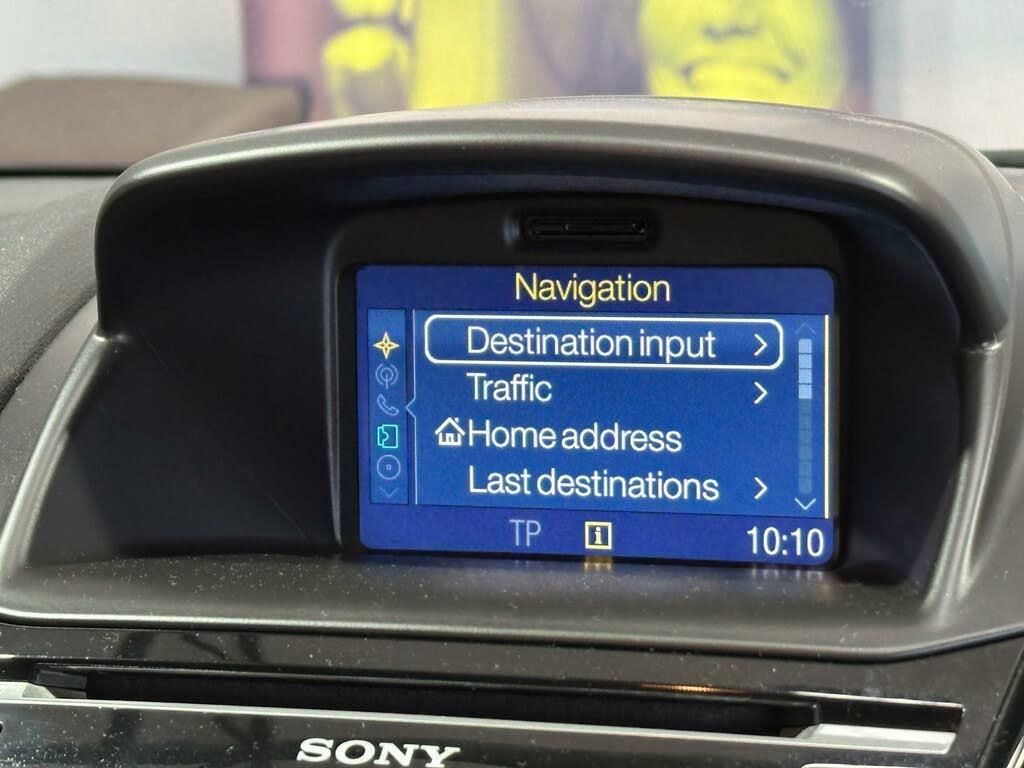 Navigation
Destination input
Traffic
Home address
Last destinations
TP i 10:10
SONY